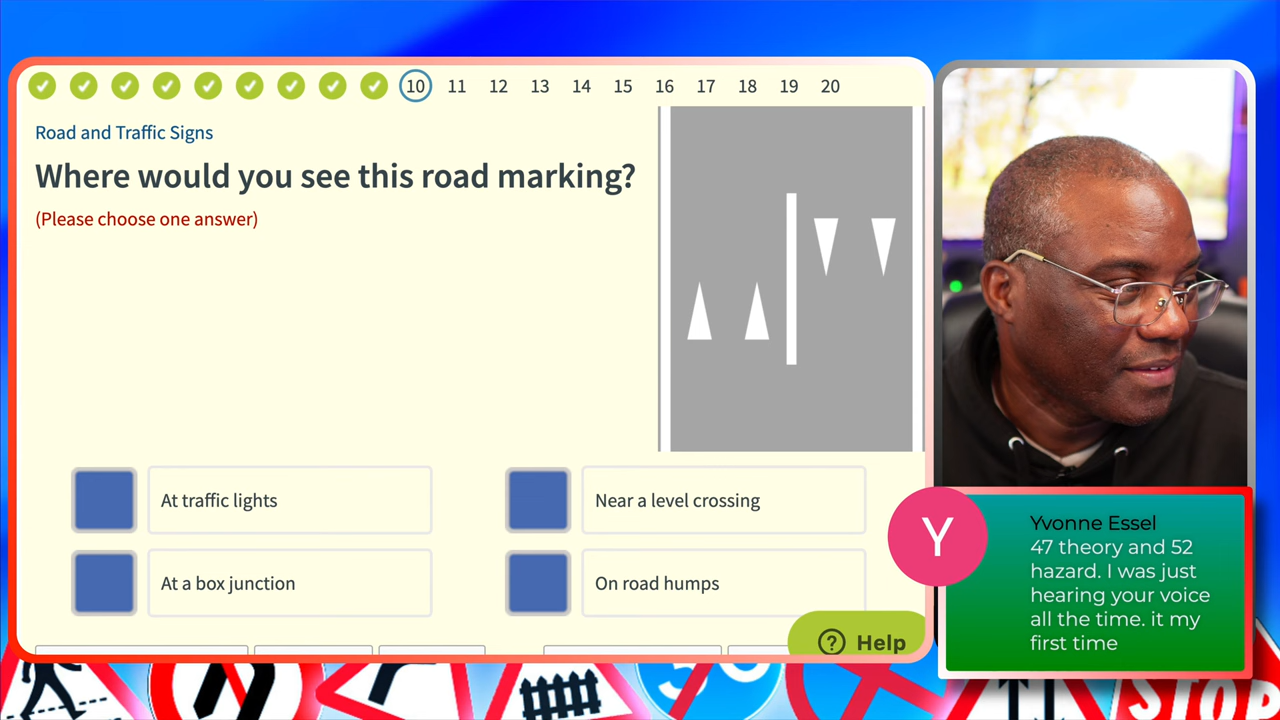 10 11 12 13 14 15 16 17 18 19 20
Road and Traffic Signs
Where would you see this road marking?
(Please choose one answer)
At traffic lights
Near a level crossing
At a box junction
On road humps
? Help
Y
Yvonne Essel
47 theory and 52
hazard. I was just
hearing your voice
all the time. it my
first time
STOP